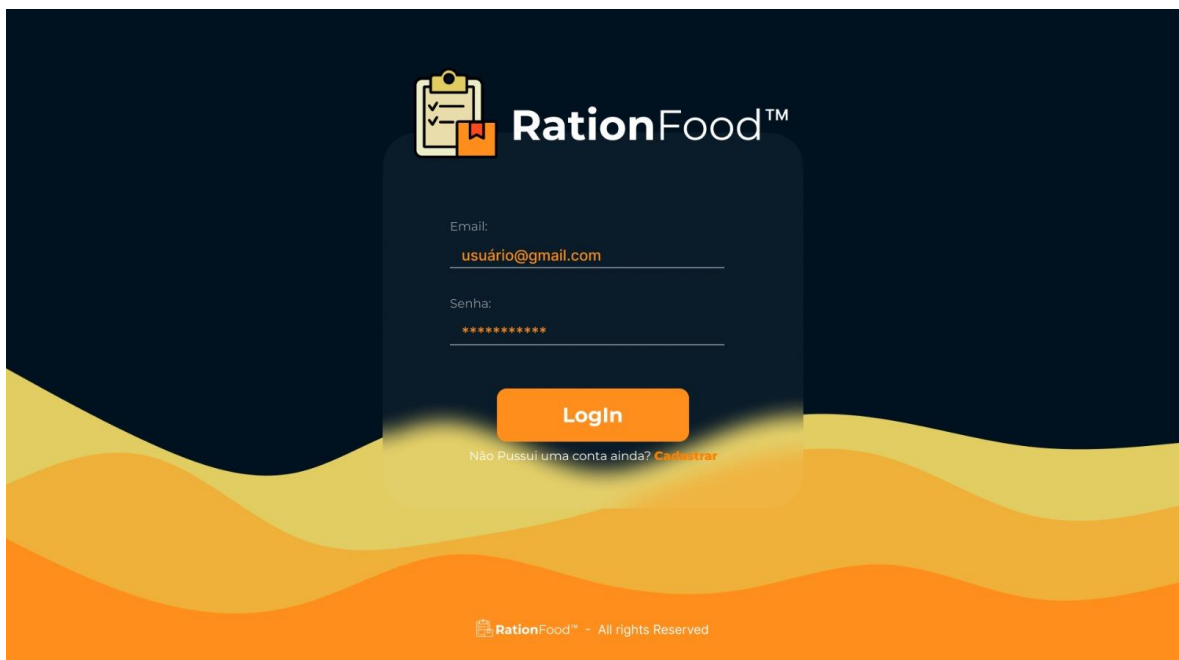 RationFood™
Email:
usuário@gmail.com
Senha:
***********
LogIn
Não Pussui uma conta ainda? Cadastrar
RationFood™ - All rights Reserved